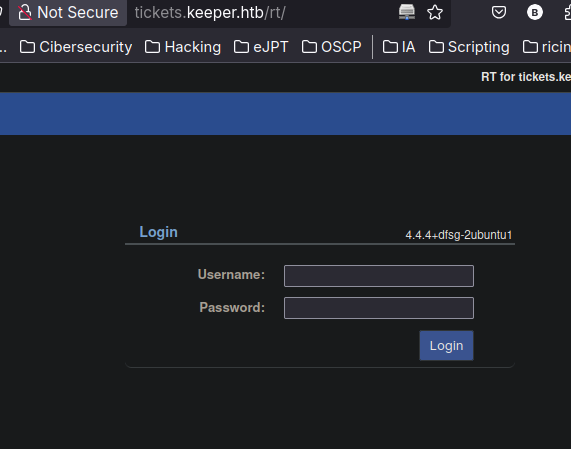 Not Secure tickets.keeper.htb/rt/
Cibersecurity Hacking eJPT OSCP IA Scripting ricin
RT for tickets.ke
Login 4.4.4+dfsg-2ubuntu1
Username:
Password:
Login